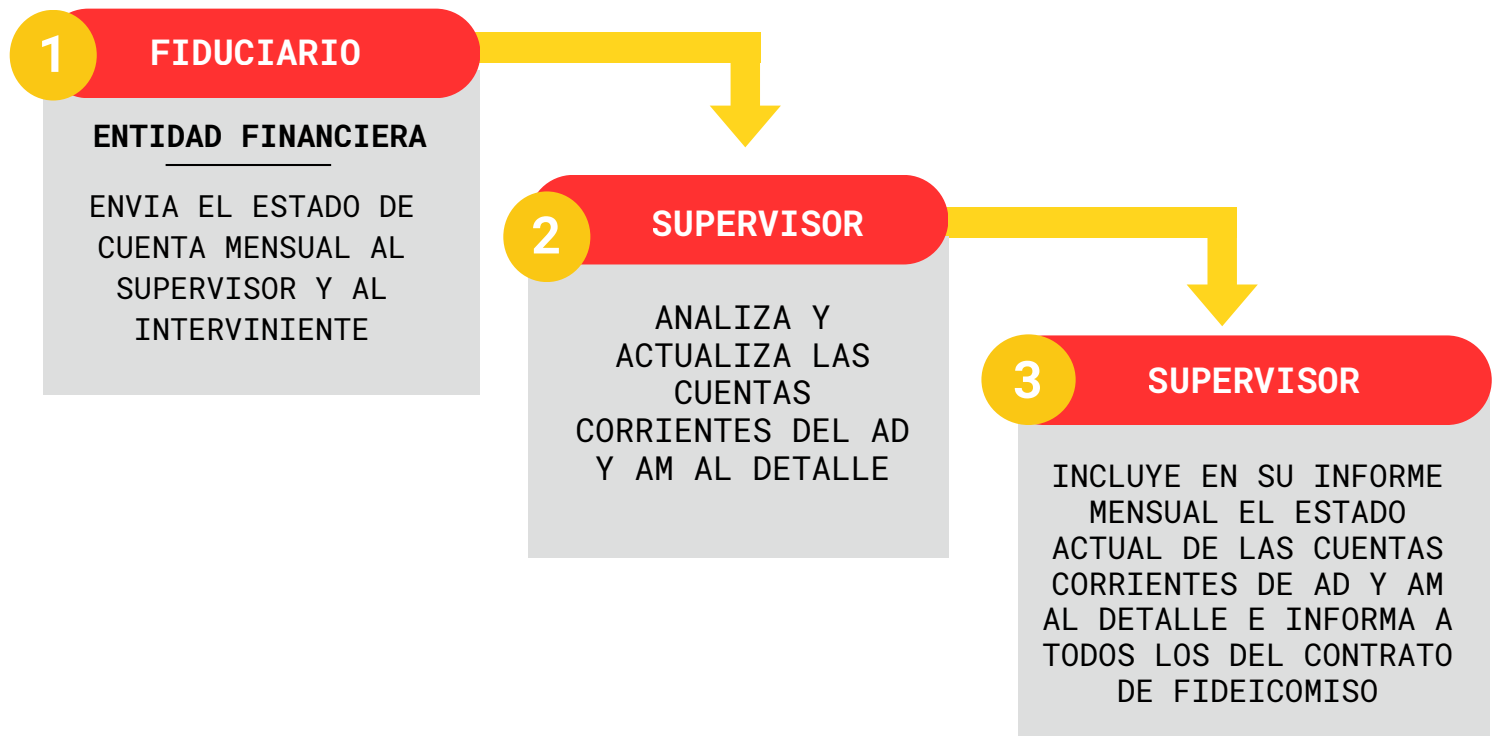 1
FIDUCIARIO
ENTIDAD FINANCIERA
ENVIA EL ESTADO DE
CUENTA MENSUAL AL
SUPERVISOR Y AL
INTERVINIENTE
2
SUPERVISOR
ANALIZA Y
ACTUALIZA LAS
CUENTAS
CORRIENTES DEL AD
Y AM AL DETALLE
3
SUPERVISOR
INCLUYE EN SU INFORME
MENSUAL EL ESTADO
ACTUAL DE LAS CUENTAS
CORRIENTES DE AD Y AM
AL DETALLE E INFORMA A
TODOS LOS DEL CONTRATO
DE FIDEICOMISO